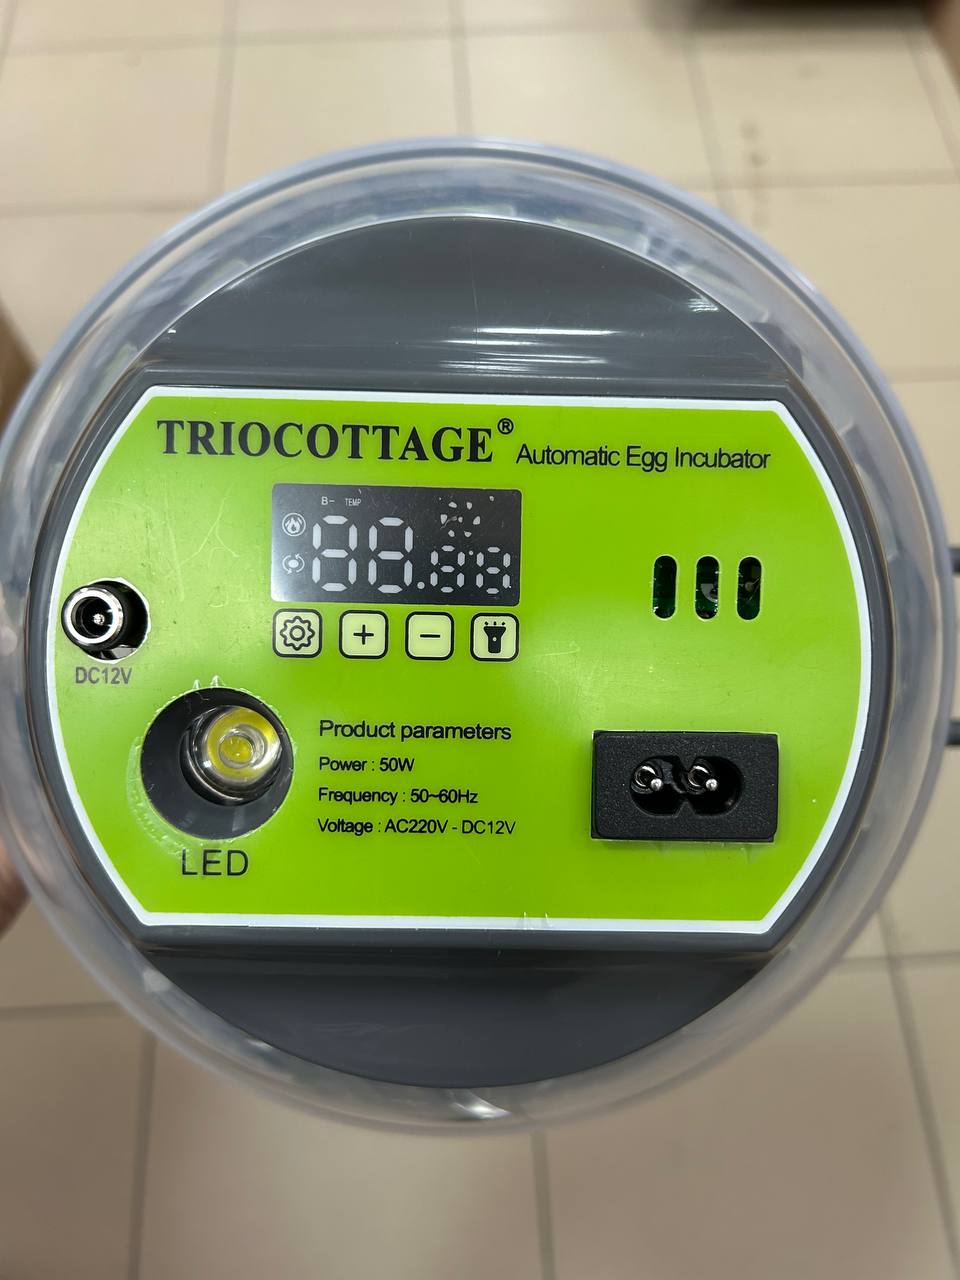 TRIOCOTTAGE® Automatic Egg Incubator
B- TEMP
88.88
DC12V
Product parameters
Power : 50W
Frequency : 50~60Hz
Voltage : AC220V - DC12V
LED